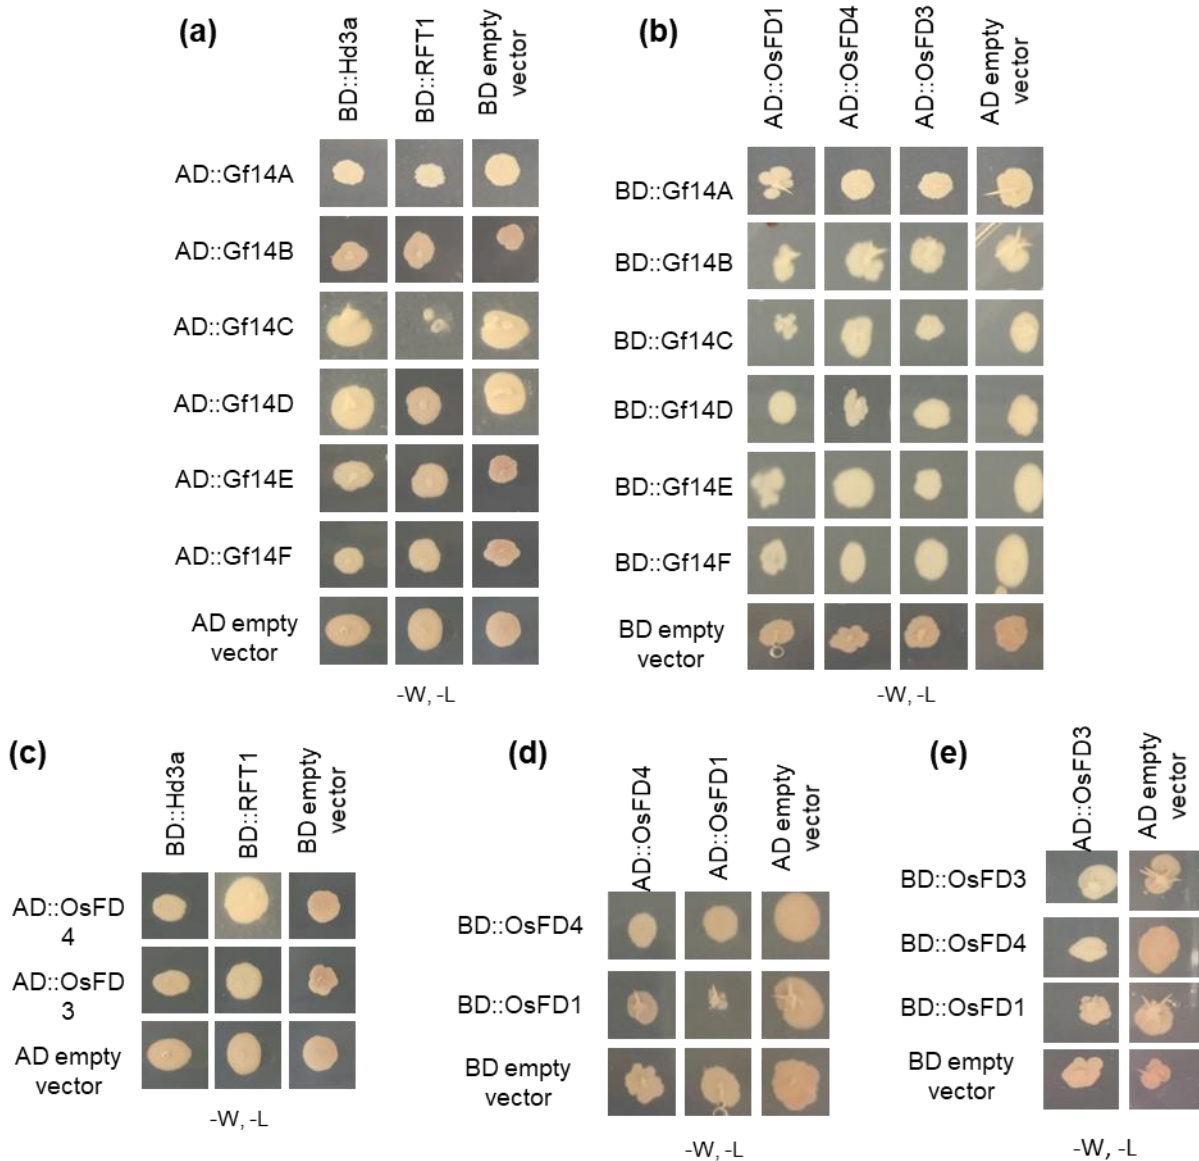 (a)
BD::Hd3a
BD::RFT1
BD empty
vector
AD::Gf14A
AD::Gf14B
AD::Gf14C
AD::Gf14D
AD::Gf14E
AD::Gf14F
AD empty
vector
-W, -L
(b)
AD::OsFD1
AD::OsFD4
AD::OsFD3
AD empty
vector
BD::Gf14A
BD::Gf14B
BD::Gf14C
BD::Gf14D
BD::Gf14E
BD::Gf14F
BD empty
vector
-W, -L
(c)
BD::Hd3a
BD::RFT1
BD empty
vector
AD::OsFD
4
AD::OsFD
3
AD empty
vector
-W, -L
(d)
AD::OsFD4
AD::OsFD1
AD empty
vector
BD::OsFD4
BD::OsFD1
BD empty
vector
-W, -L
(e)
AD::OsFD3
AD empty
vector
BD::OsFD3
BD::OsFD4
BD::OsFD1
BD empty
vector
-W, -L